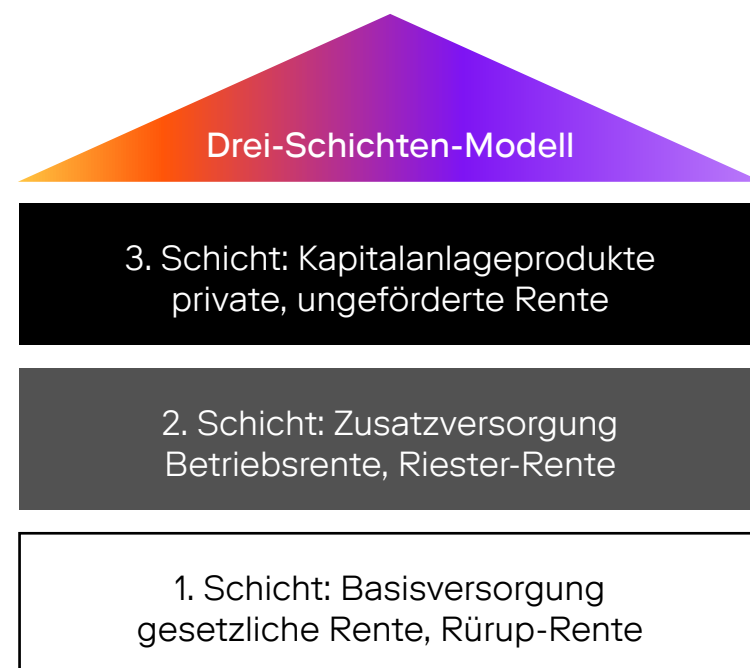 Drei-Schichten-Modell
3. Schicht: Kapitalanlageprodukte
private, ungeförderte Rente
2. Schicht: Zusatzversorgung
Betriebsrente, Riester-Rente
1. Schicht: Basisversorgung
gesetzliche Rente, Rürup-Rente